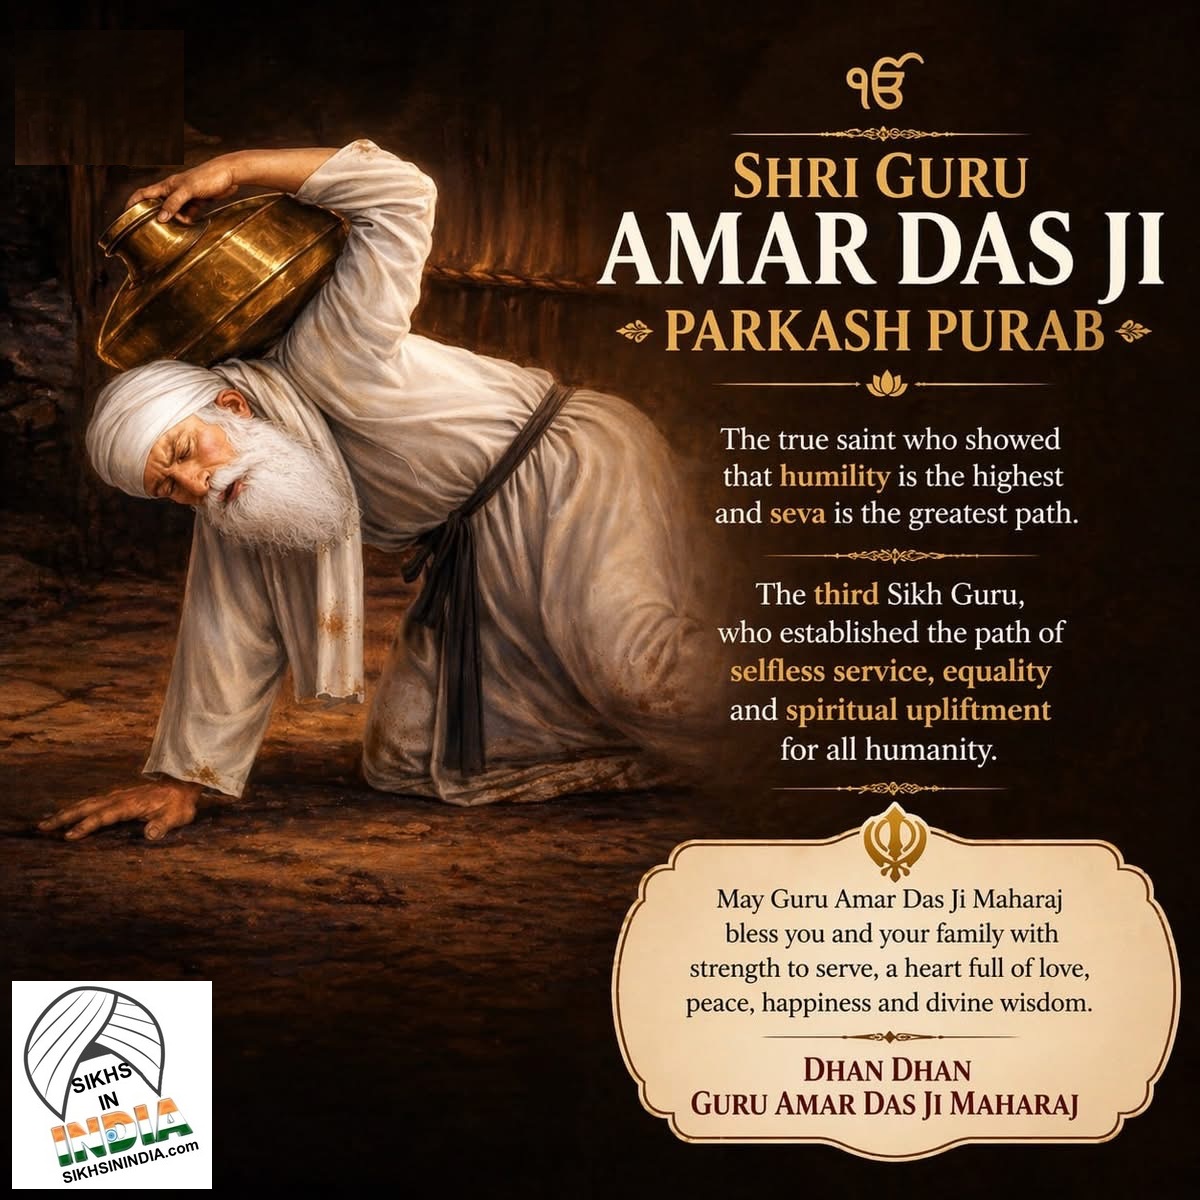 ੴ
SHRI GURU
AMAR DAS JI
PARKASH PURAB
The true saint who showed
that humility is the highest
and seva is the greatest path.
The third Sikh Guru,
who established the path of
selfless service, equality
and spiritual upliftment
for all humanity.
May Guru Amar Das Ji Maharaj
bless you and your family with
strength to serve, a heart full of love,
peace, happiness and divine wisdom.
DHAN DHAN
GURU AMAR DAS JI MAHARAJ
SIKHS
IN
INDIA
SIKHSININDIA.com